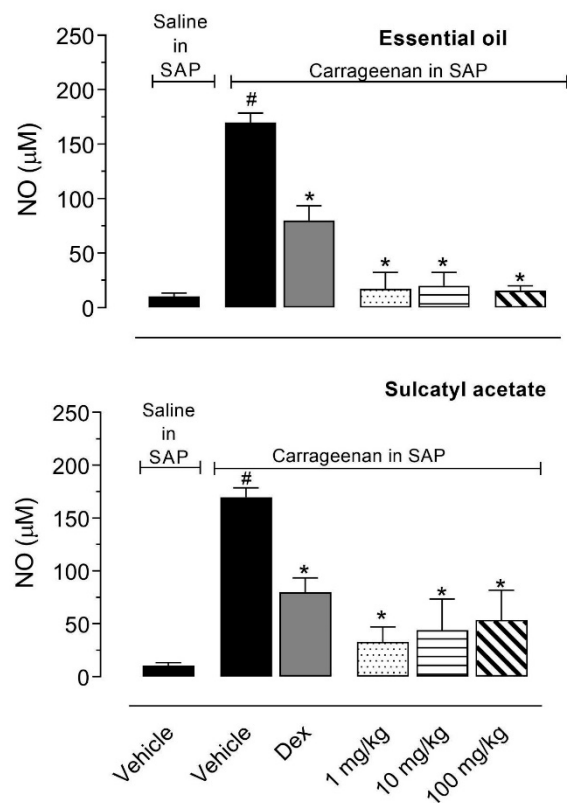 Saline
in
SAP
Essential oil
Carrageenan in SAP
NO (μM)
250
200
150
100
50
0
#
*
*
*
*
Sulcatyl acetate
Saline
in
SAP
Carrageenan in SAP
NO (μM)
250
200
150
100
50
0
#
*
*
*
*
Vehicle
Vehicle
Dex
1 mg/kg
10 mg/kg
100 mg/kg